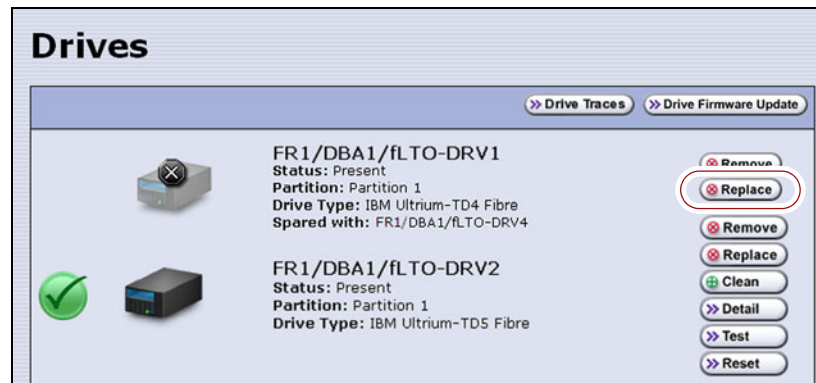 Drives
>> Drive Traces
>> Drive Firmware Update
FR1/DBA1/fLTO-DRV1
Status: Present
Partition: Partition 1
Drive Type: IBM Ultrium-TD4 Fibre
Spared with: FR1/DBA1/fLTO-DRV4
Remove
Replace
FR1/DBA1/fLTO-DRV2
Status: Present
Partition: Partition 1
Drive Type: IBM Ultrium-TD5 Fibre
Remove
Replace
Clean
>> Detail
>> Test
>> Reset